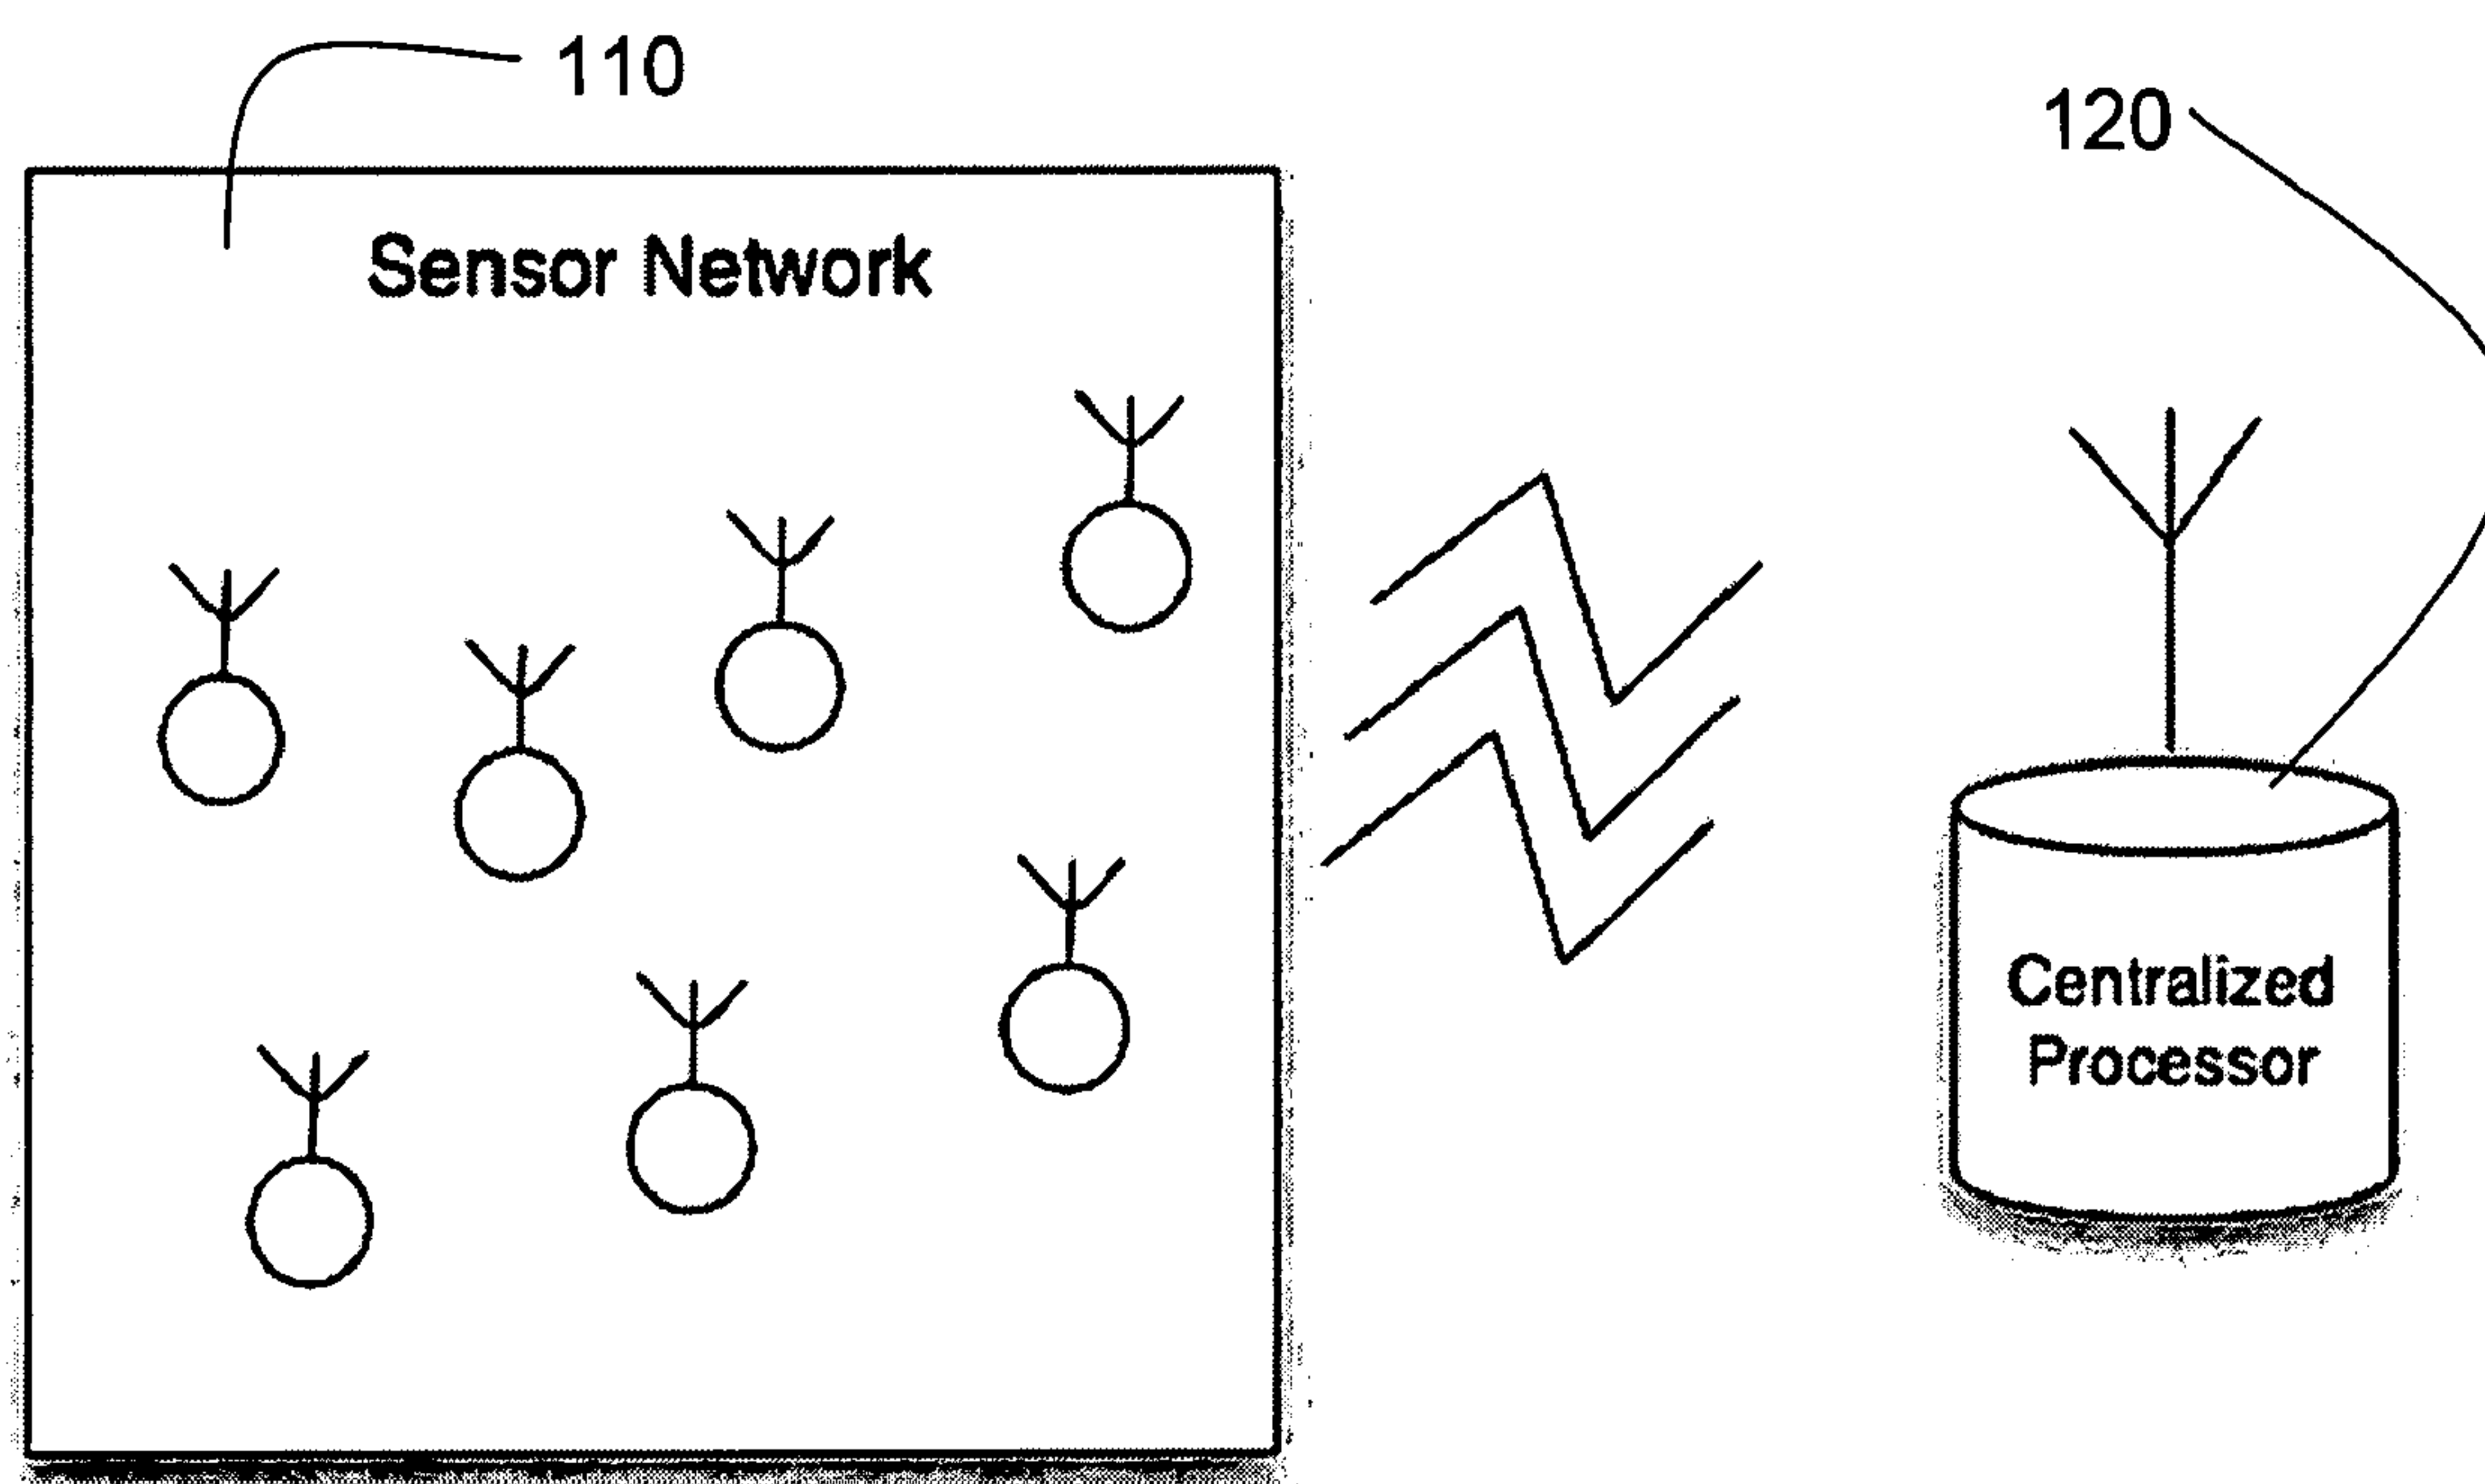 110
120
Sensor Network
Centralized
Processor